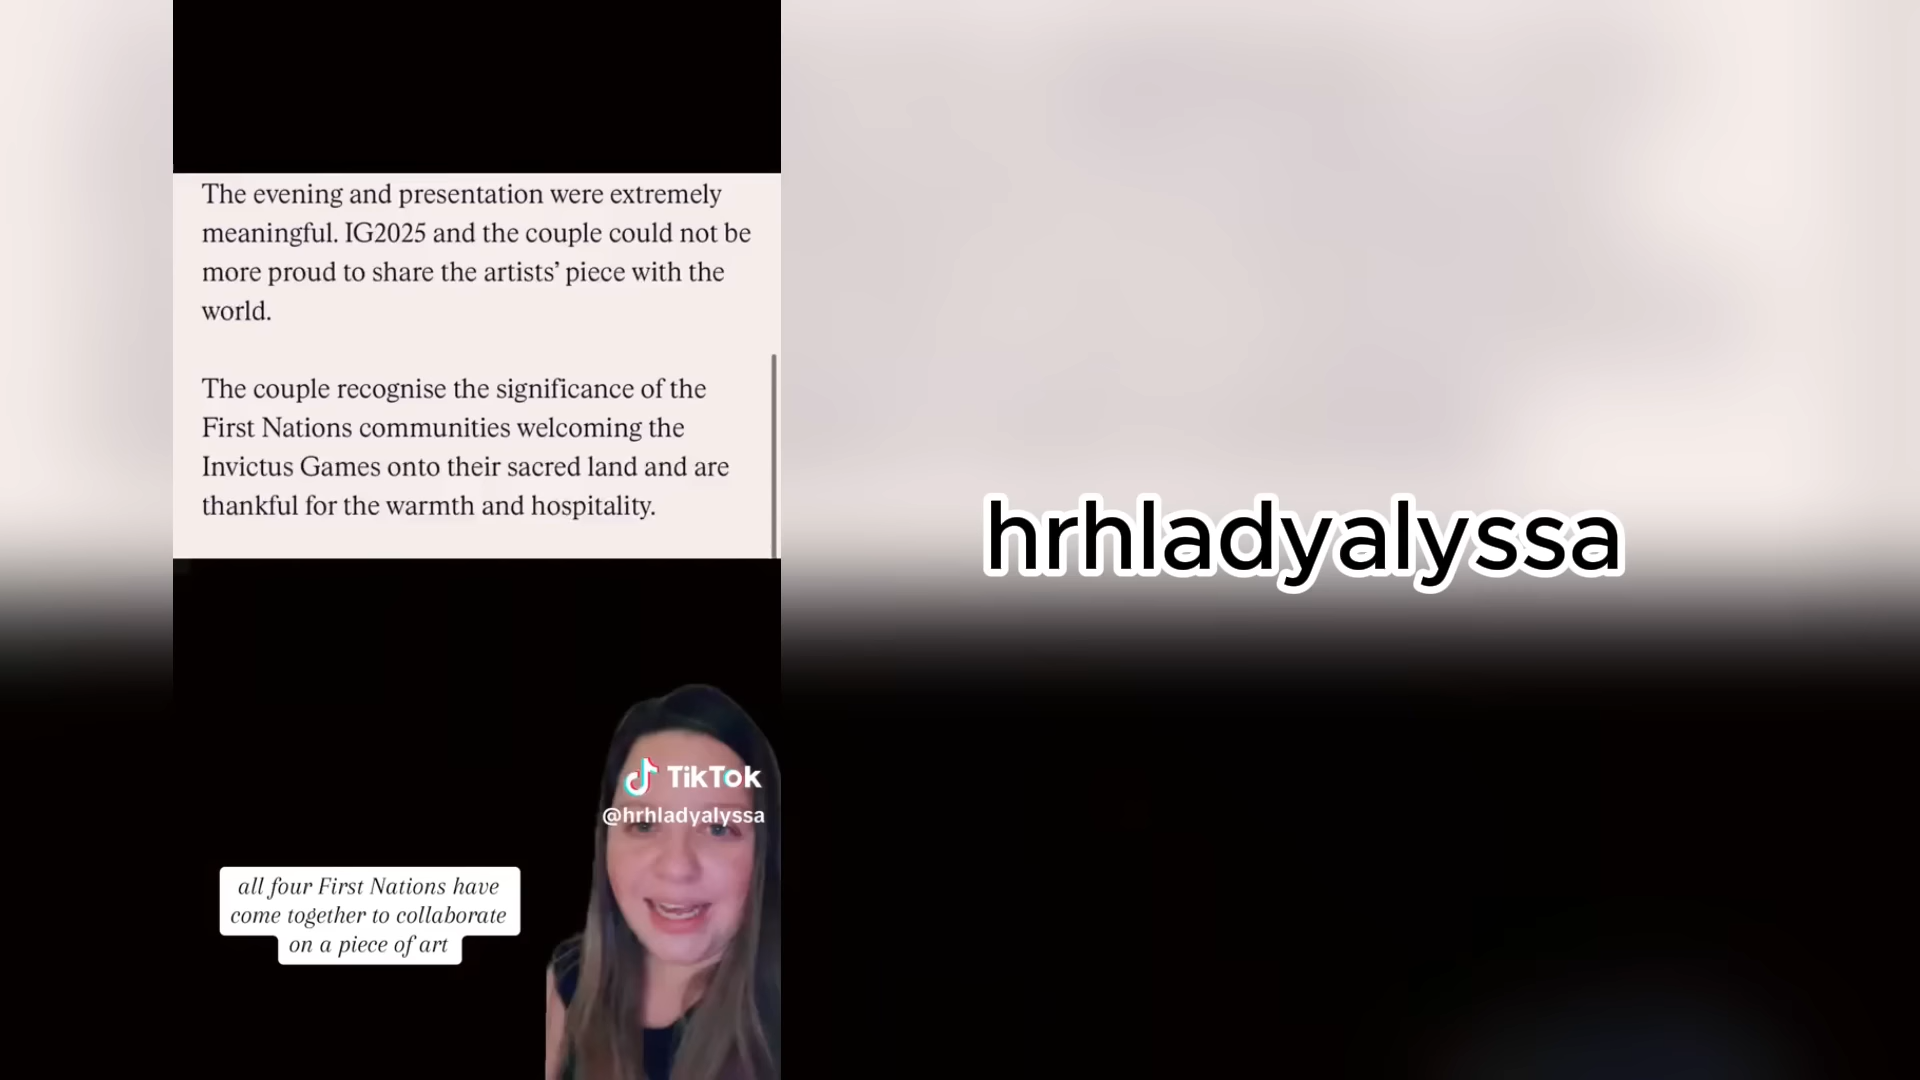 The evening and presentation were extremely
meaningful. IG2025 and the couple could not be
more proud to share the artists’ piece with the
world.
The couple recognise the significance of the
First Nations communities welcoming the
Invictus Games onto their sacred land and are
thankful for the warmth and hospitality.
hrhladyalyssa
TikTok
@hrhladyalyssa
all four First Nations have
come together to collaborate
on a piece of art